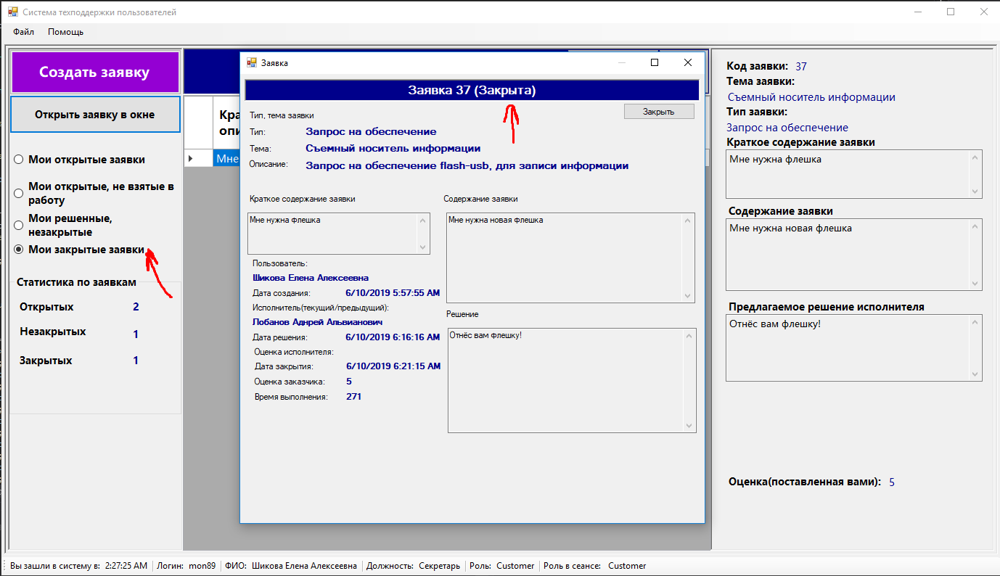 Система техподдержки пользователей
Файл Помощь
Создать заявку
Открыть заявку в окне
Мои открытые заявки
Мои открытые, не взятые в
работу
Мои решенные,
незакрытые
Мои закрытые заявки
Статистика по заявкам
Открытых 2
Незакрытых 1
Закрытых 1
Кра
опи
Мне
Заявка
Заявка 37 (Закрыта)
Закрыть
Тип, тема заявки
Тип: Запрос на обеспечение
Тема: Съемный носитель информации
Описание: Запрос на обеспечение flash-usb, для записи информации
Краткое содержание заявки
Мне нужна флешка
Содержание заявки
Мне нужна новая флешка
Пользователь:
Шикова Елена Алексеевна
Дата создания: 6/10/2019 5:57:55 AM
Исполнитель(текущий/предыдущий):
Лобанов Аднрей Альвианович
Дата решения: 6/10/2019 6:16:16 AM
Оценка исполнителя:
Дата закрытия: 6/10/2019 6:21:15 AM
Оценка заказчика: 5
Время выполнения: 271
Решение
Отнёс вам флешку!
Код заявки: 37
Тема заявки:
Съемный носитель информации
Тип заявки:
Запрос на обеспечение
Краткое содержание заявки
Мне нужна флешка
Содержание заявки
Мне нужна новая флешка
Предлагаемое решение исполнителя
Отнёс вам флешку!
Оценка(поставленная вами): 5
Вы зашли в систему в: 2:27:25 AM Логин: mon89 ФИО: Шикова Елена Алексеевна Должность: Секретарь Роль: Customer Роль в сеансе: Customer